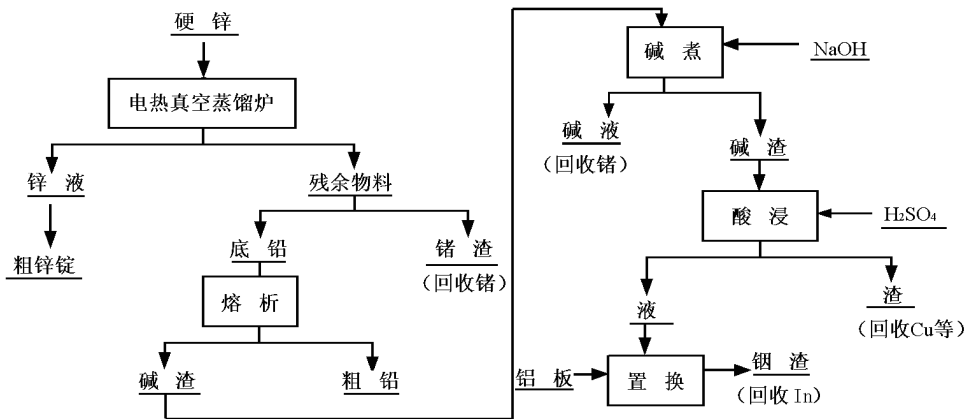 硬 锌
电热真空蒸馏炉
锌 液
残余物料
粗锌锭
底 铅
锗 渣
(回收锗)
熔 析
碱 渣
粗 铅
碱 煮
NaOH
碱 液
(回收锗)
碱 渣
酸 浸
H₂SO₄
液
渣
(回收Cu等)
铝 板
置 换
铟 渣
(回收 In)